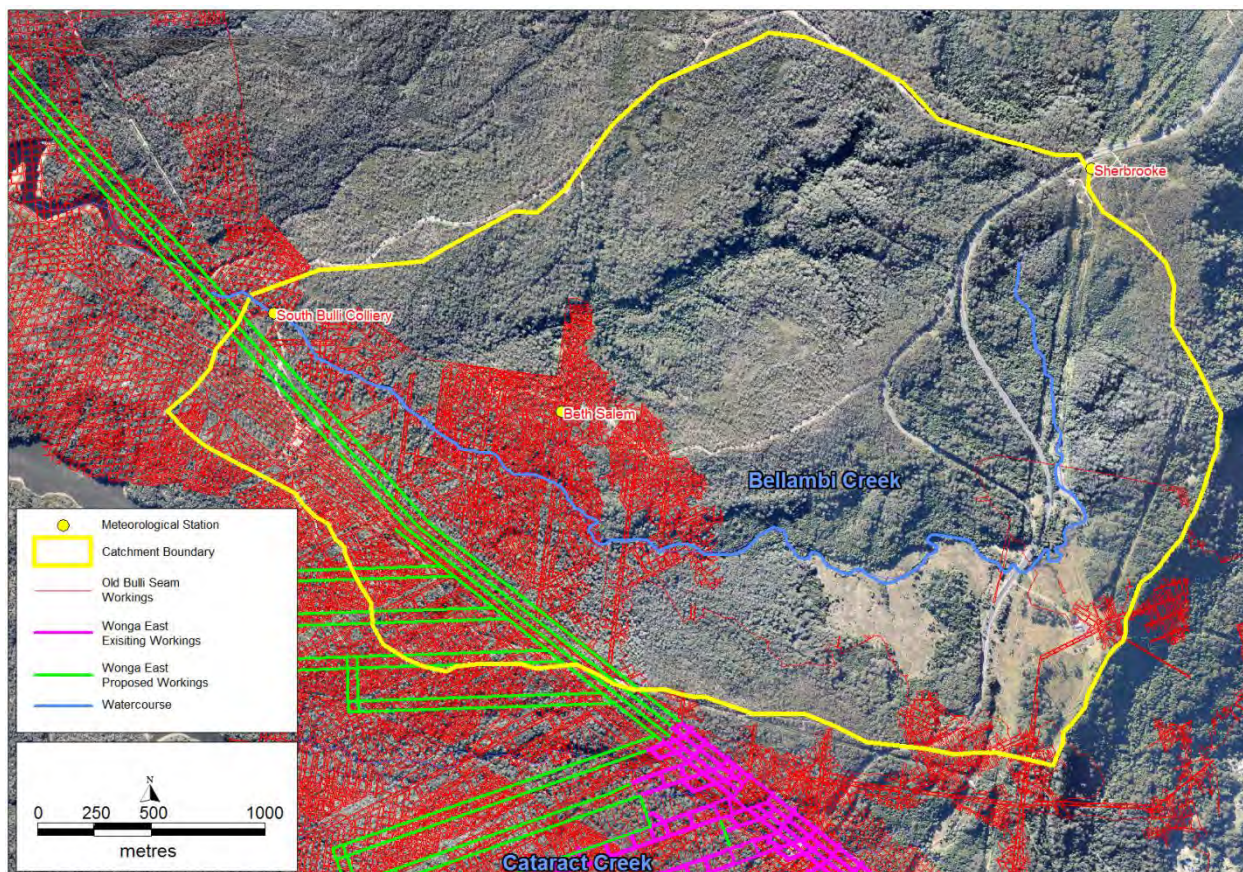 Sherbrooke
South Bulli Colliery
Beth Salem
Bellambi Creek
Meteorological Station
Catchment Boundary
Old Bulli Seam
Workings
Wonga East
Exisiting Workings
Wonga East
Proposed Workings
Watercourse
N
0 250 500 1000
metres
Cataract Creek